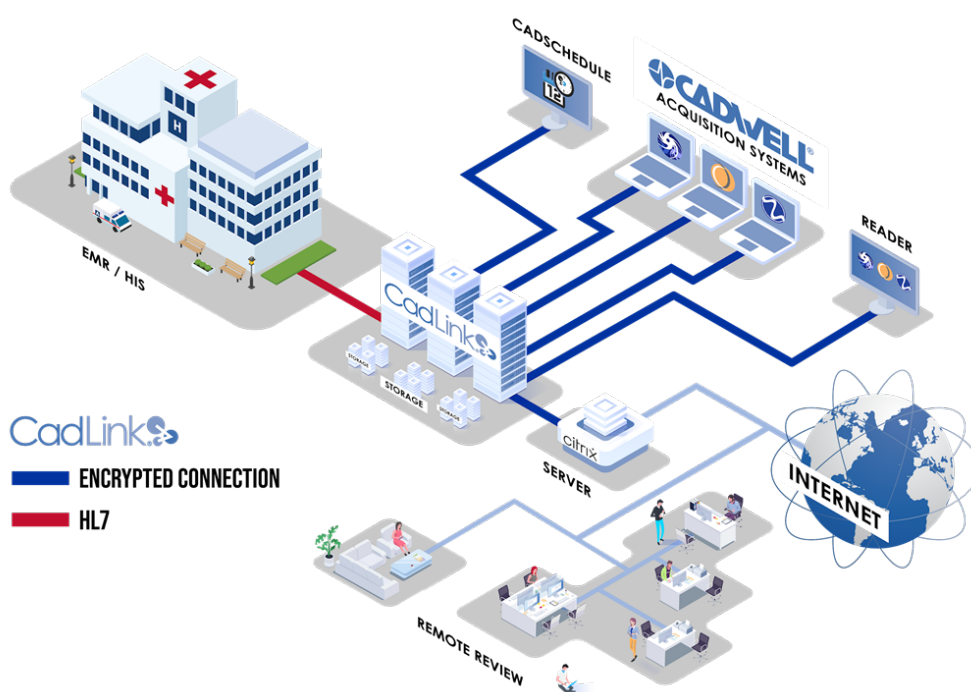 CADSCHEDULE
CADWELL®
ACQUISITION SYSTEMS
12
H
READER
EMR / HIS
CadLink
STORAGE
STORAGE
STORAGE
citrix
SERVER
INTERNET
CadLink
ENCRYPTED CONNECTION
HL7
REMOTE REVIEW